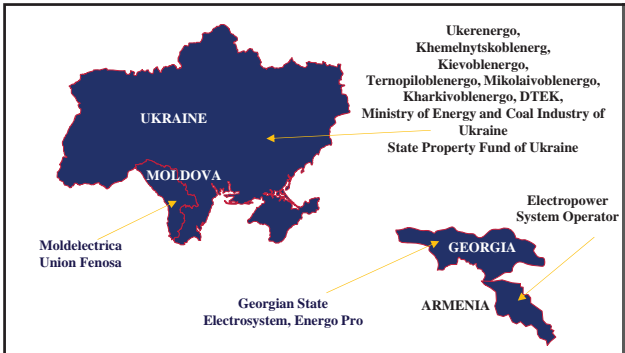 Ukerenergo,
Khemelnytskoblenerg,
Kievoblenergo,
Ternopiloblenergo, Mikolaivoblenergo,
Kharkivoblenergo, DTEK,
Ministry of Energy and Coal Industry of
Ukraine
State Property Fund of Ukraine
UKRAINE
MOLDOVA
Moldelectrica
Union Fenosa
Electropower
System Operator
GEORGIA
Georgian State
Electrosystem, Energo Pro
ARMENIA